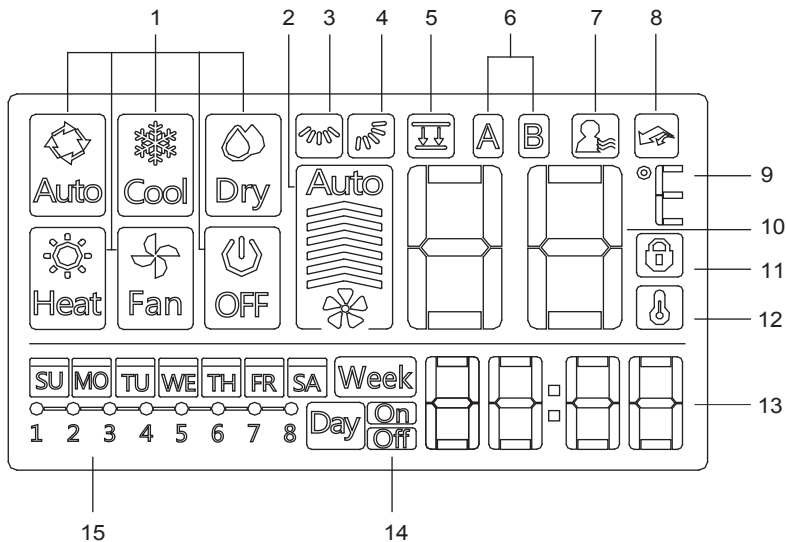 1 2 3 4 5 6 7 8
A B
Auto Cool Dry Auto
9
10
11
Heat Fan OFF
12
SU MO TU WE TH FR SA Week 88:88
13
1 2 3 4 5 6 7 8 Day On
Off
15 14